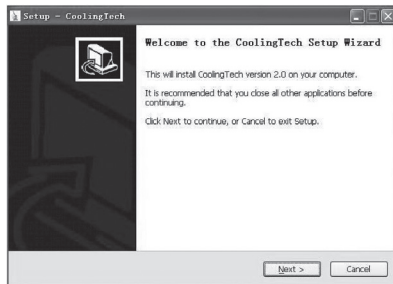 Setup - CoolingTech
Welcome to the CoolingTech Setup Wizard
This will install CoolingTech version 2.0 on your computer.
It is recommended that you close all other applications before
continuing.
Click Next to continue, or Cancel to exit Setup.
Next >
Cancel